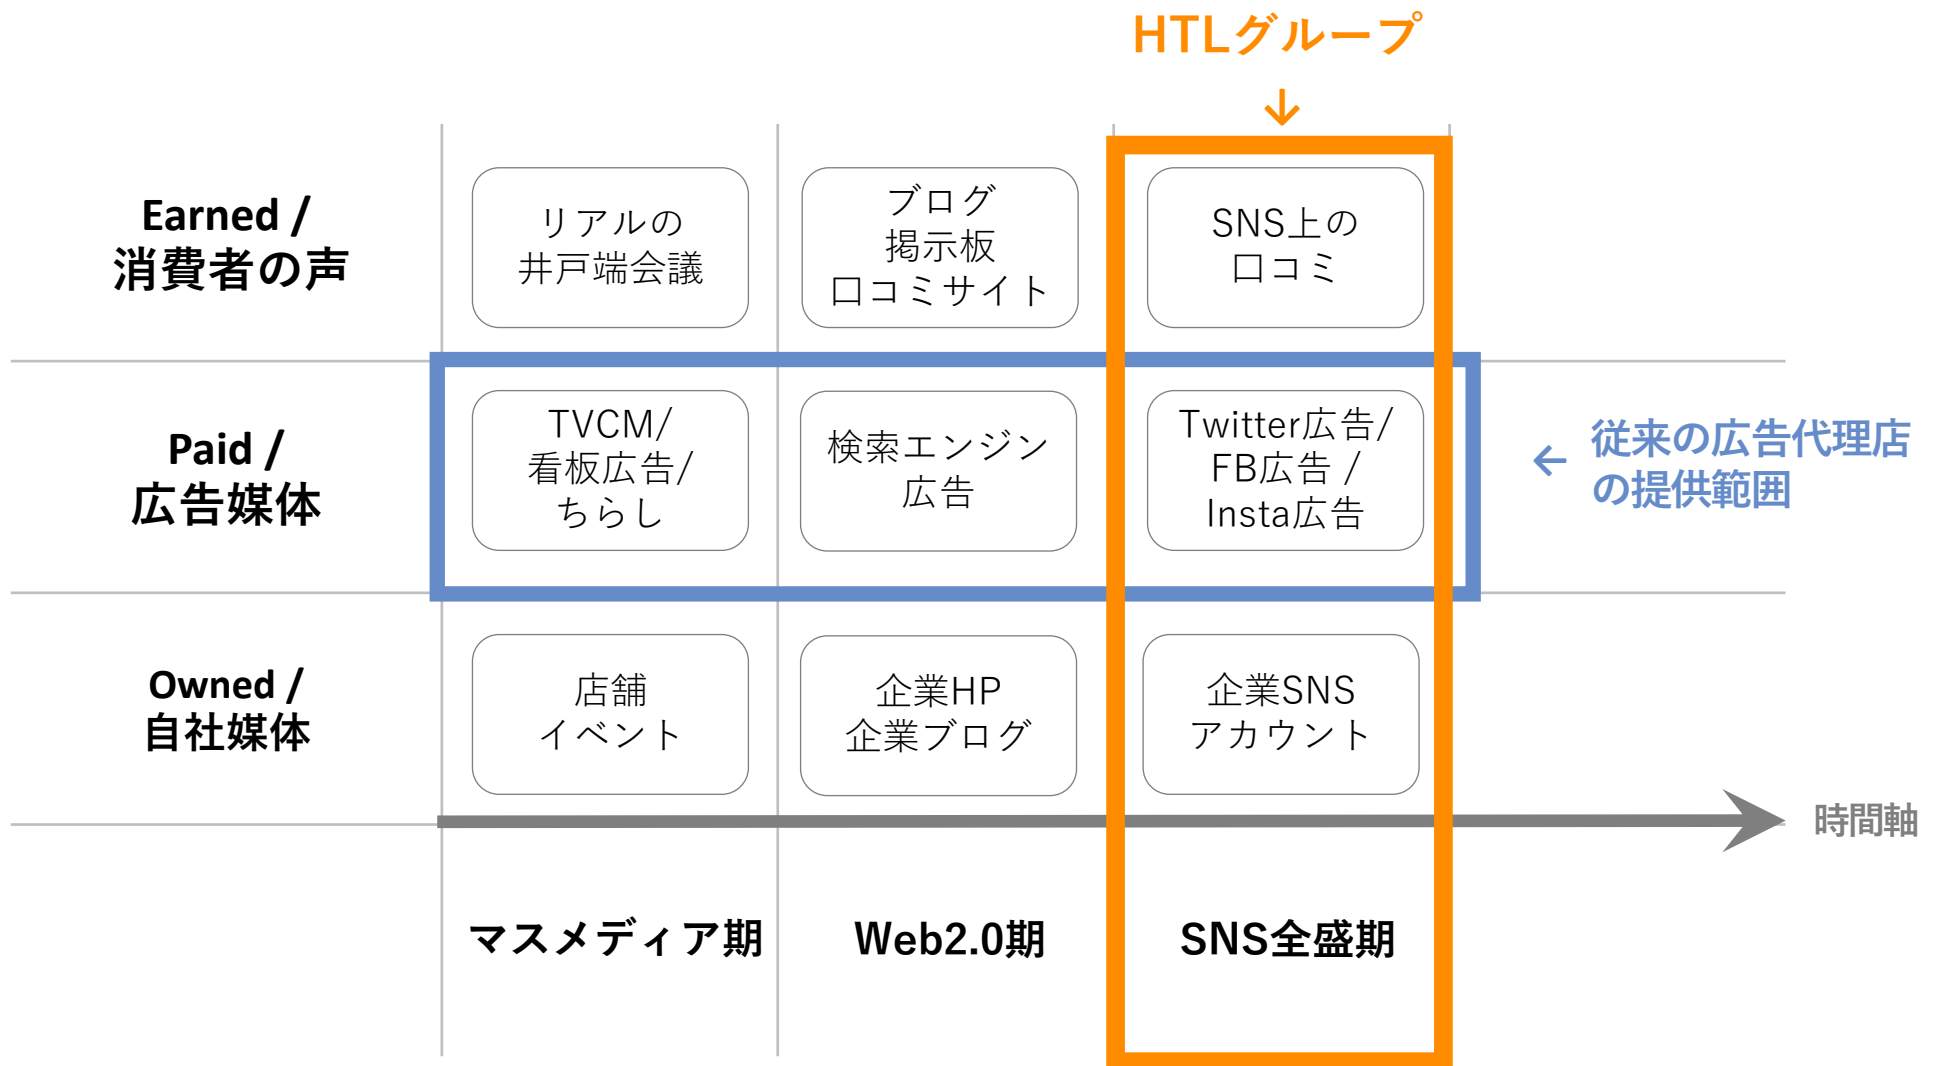 HTLグループ
↓
Earned /
消費者の声
リアルの
井戸端会議
ブログ
掲示板
口コミサイト
SNS上の
口コミ
Paid /
広告媒体
TVCM/
看板広告/
ちらし
検索エンジン
広告
Twitter広告/
FB広告 /
Insta広告
← 従来の広告代理店
の提供範囲
Owned /
自社媒体
店舗
イベント
企業HP
企業ブログ
企業SNS
アカウント
時間軸
マスメディア期
Web2.0期
SNS全盛期